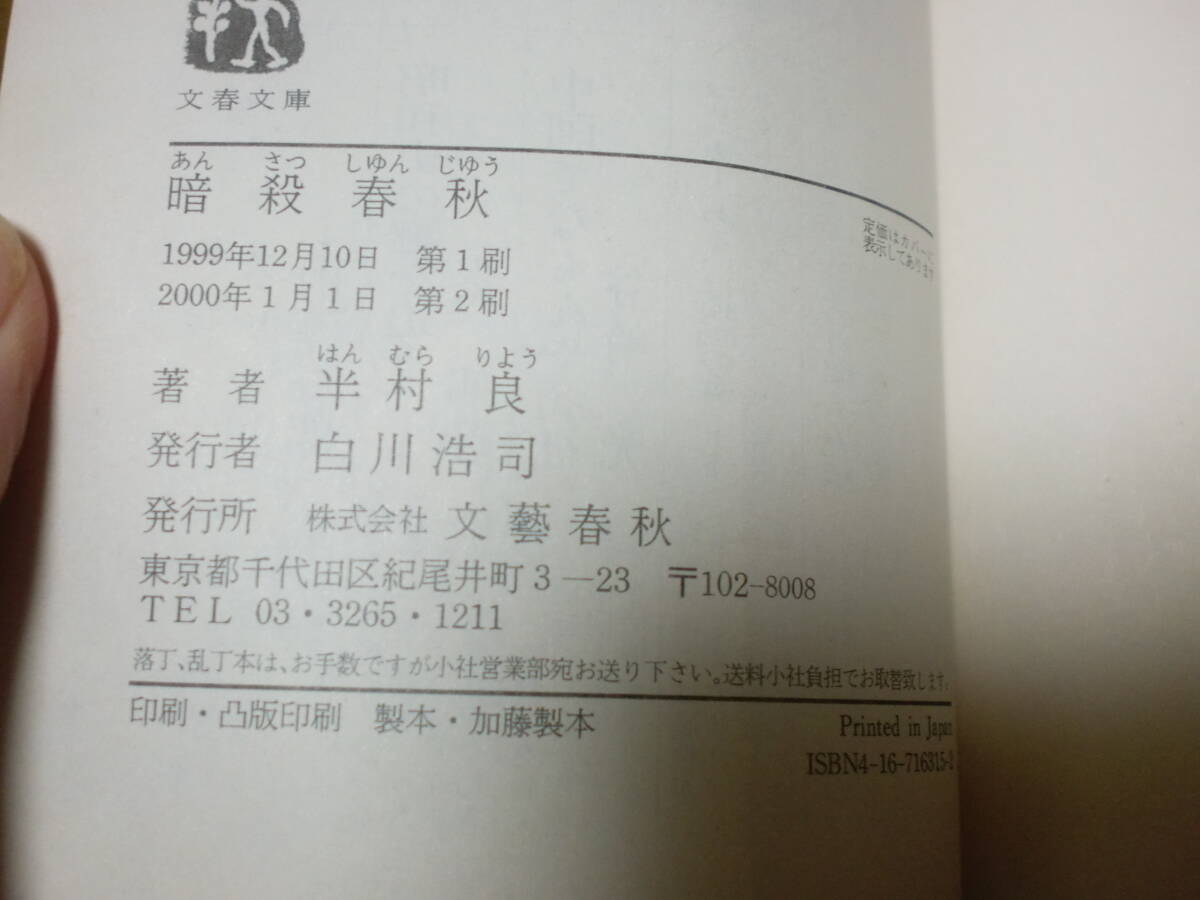 文春文庫
あん さつ しゆん じゆう
暗殺春秋
定価はカバーに
表示してあります
1999年12月10日 第1刷
2000年1月1日 第2刷
はん むら りよう
著者 半村 良
発行者 白川浩司
発行所 株式会社 文藝春秋
東京都千代田区紀尾井町3—23 〒102-8008
TEL 03・3265・1211
落丁、乱丁本は、お手数ですが小社営業部宛お送り下さい。送料小社負担でお取替致します。
印刷・凸版印刷 製本・加藤製本
Printed in Japan
ISBN4-16-716315-